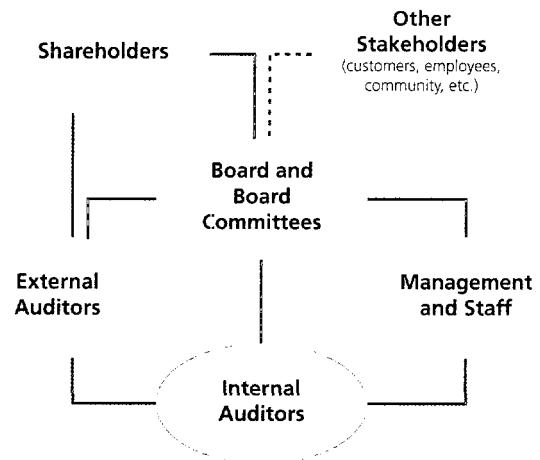 Shareholders
Other
Stakeholders
(customers, employees,
community, etc.)
Board and
Board
Committees
External
Auditors
Management
and Staff
Internal
Auditors